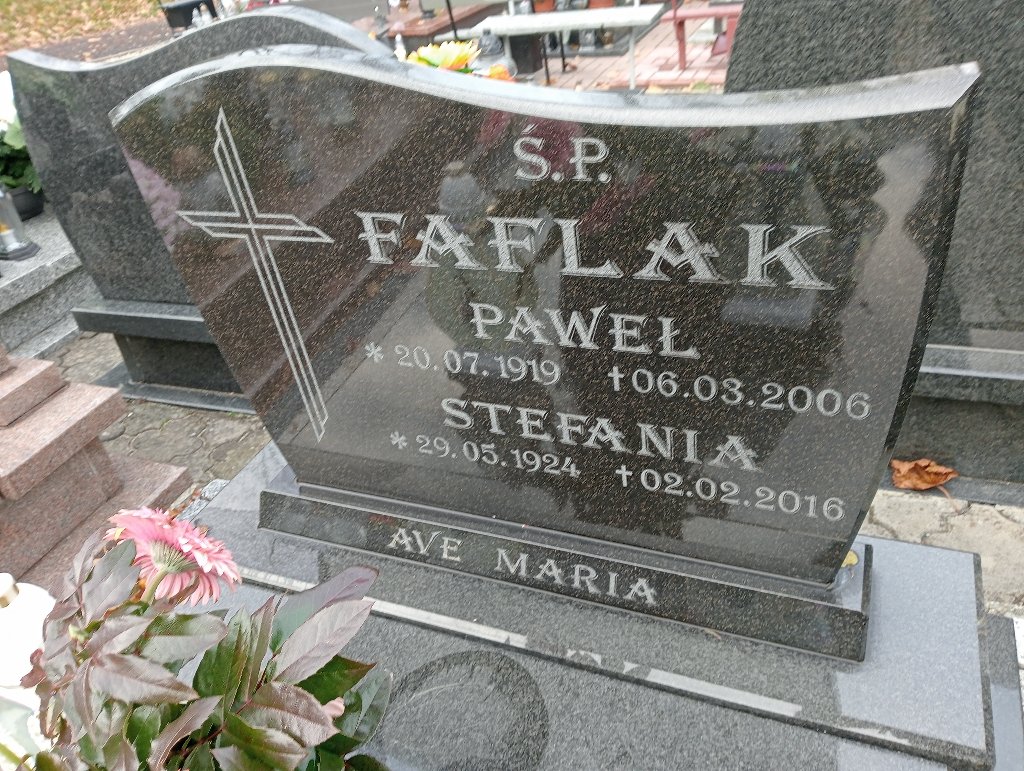 Ś.P.
FAFLAK
PAWEŁ
* 20.07.1919 † 06.03.2006
STEFANIA
* 29.05.1924 † 02.02.2016
AVE MARIA